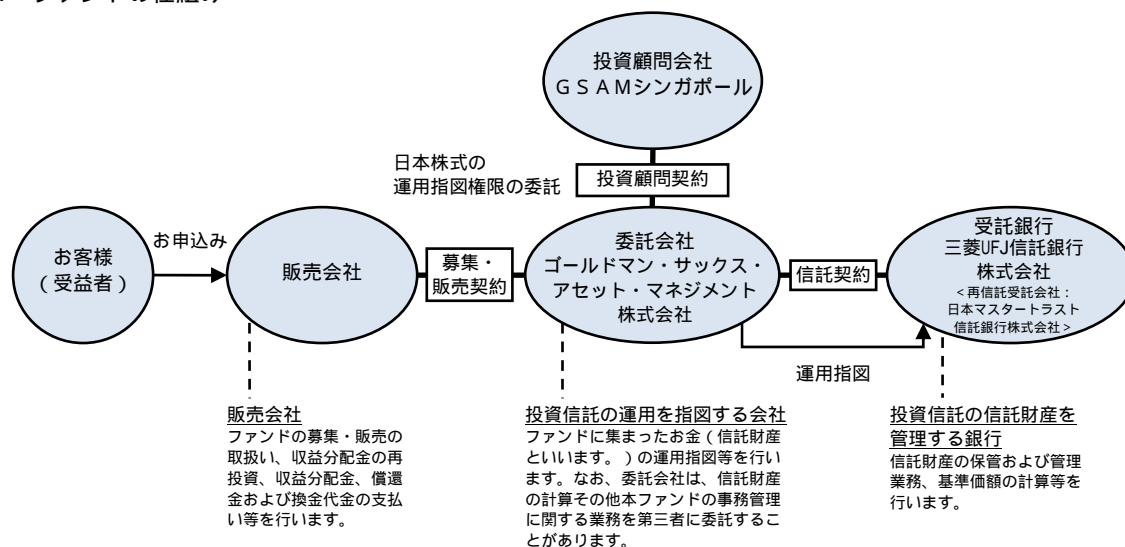 投資顧問会社
ＧＳＡＭシンガポール
日本株式の
運用指図権限の委託
投資顧問契約
お客様
（受益者）
お申込み
販売会社
募集・
販売契約
委託会社
ゴールドマン・サックス・
アセット・マネジメント
株式会社
信託契約
受託銀行
三菱UFJ信託銀行
株式会社
＜再信託受託会社：
日本マスタートラスト
信託銀行株式会社＞
運用指図
販売会社
ファンドの募集・販売の
取扱い、収益分配金の再
投資、収益分配金、償還
金および換金代金の支払
い等を行います。
投資信託の運用を指図する会社
ファンドに集まったお金（信託財産
といいます。）の運用指図等を行い
ます。なお、委託会社は、信託財産
の計算その他本ファンドの事務管理
に関する業務を第三者に委託するこ
とがあります。
投資信託の信託財産を
管理する銀行
信託財産の保管および管理
業務、基準価額の計算等を
行います。